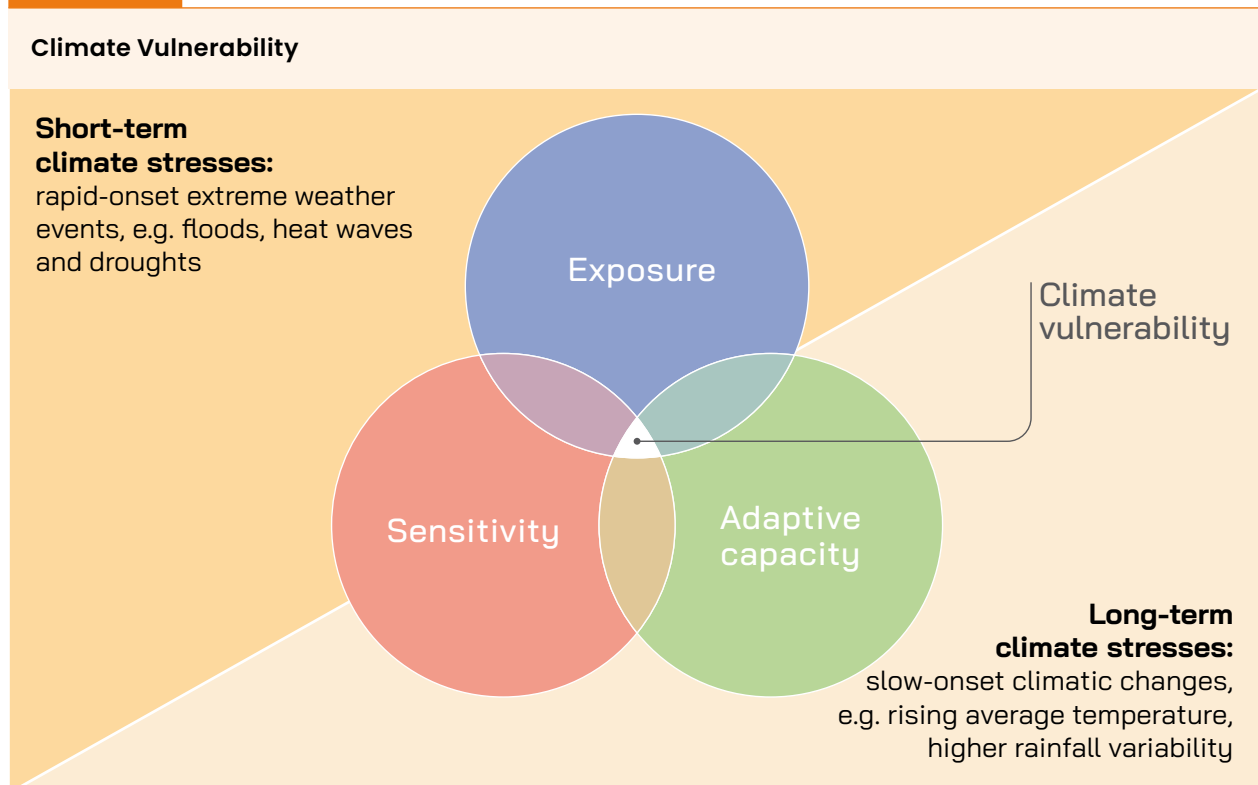 Climate Vulnerability
Short-term
climate stresses:
rapid-onset extreme weather
events, e.g. floods, heat waves
and droughts
Exposure
Climate
vulnerability
Sensitivity
Adaptive
capacity
Long-term
climate stresses:
slow-onset climatic changes,
e.g. rising average temperature,
higher rainfall variability